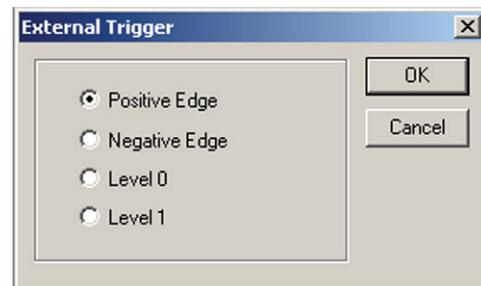 External Trigger
OK
Positive Edge
Cancel
Negative Edge
Level 0
Level 1